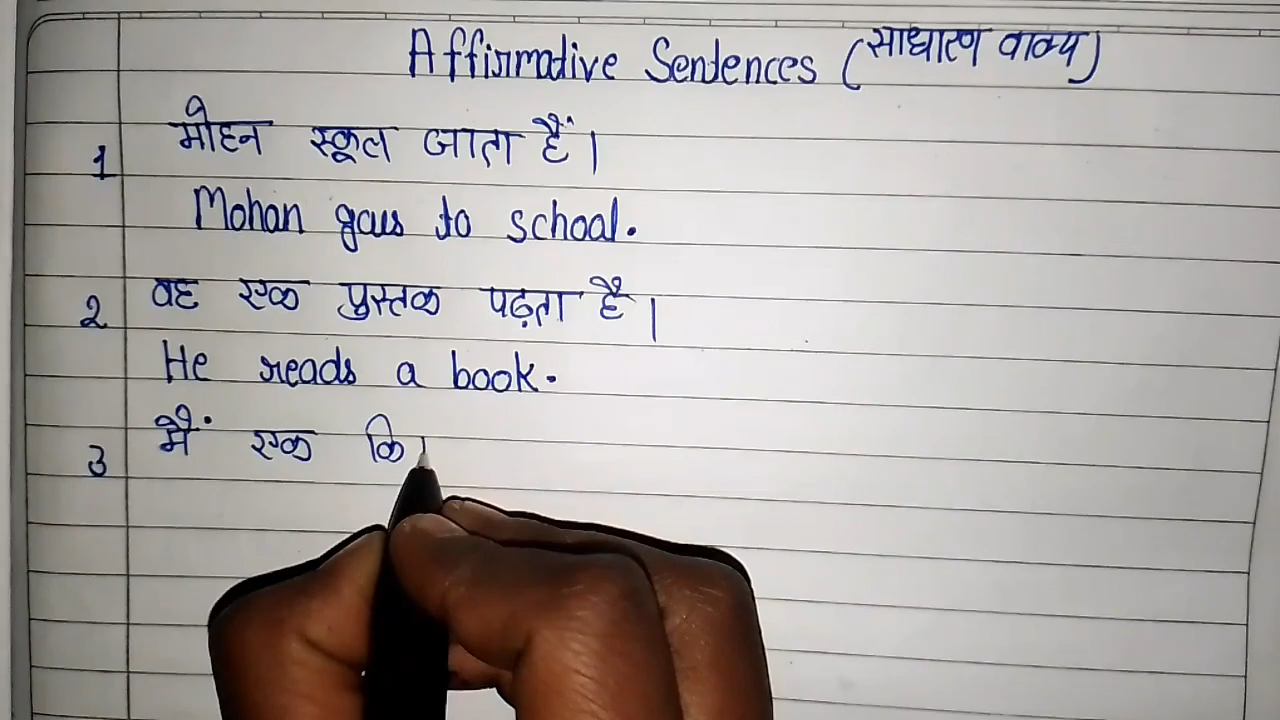 Affirmative Sentences (साधारण वाक्य)
1 मोहन स्कूल जाता हैं।
Mohan goes to school.
2 वह एक पुस्तक पढ़ता है।
He reads a book.
3 मैं एक कि